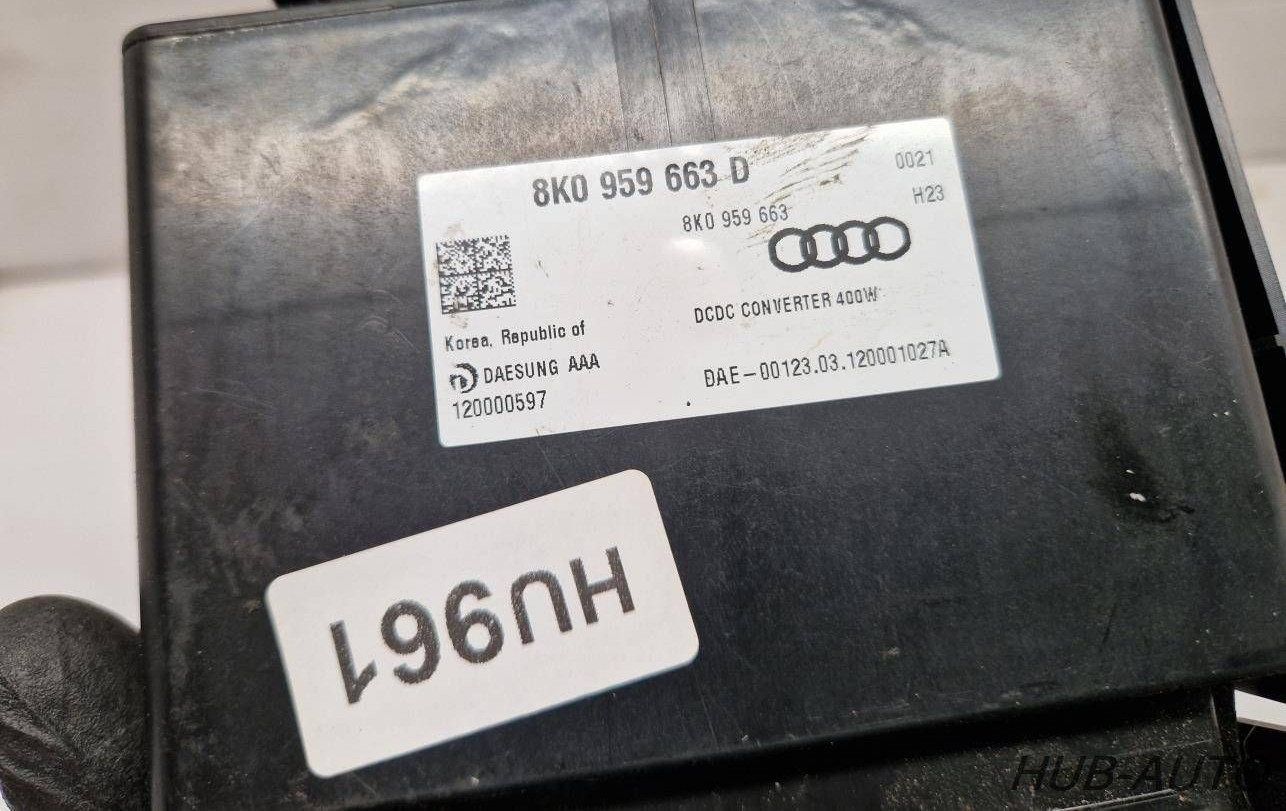 8K0 959 663 D
0021
8K0 959 663
H23
DCDC CONVERTER 400W
Korea, Republic of
DAESUNG AAA
120000597
DAE-00123.03.120001027A
HU961
HUB-AUTO